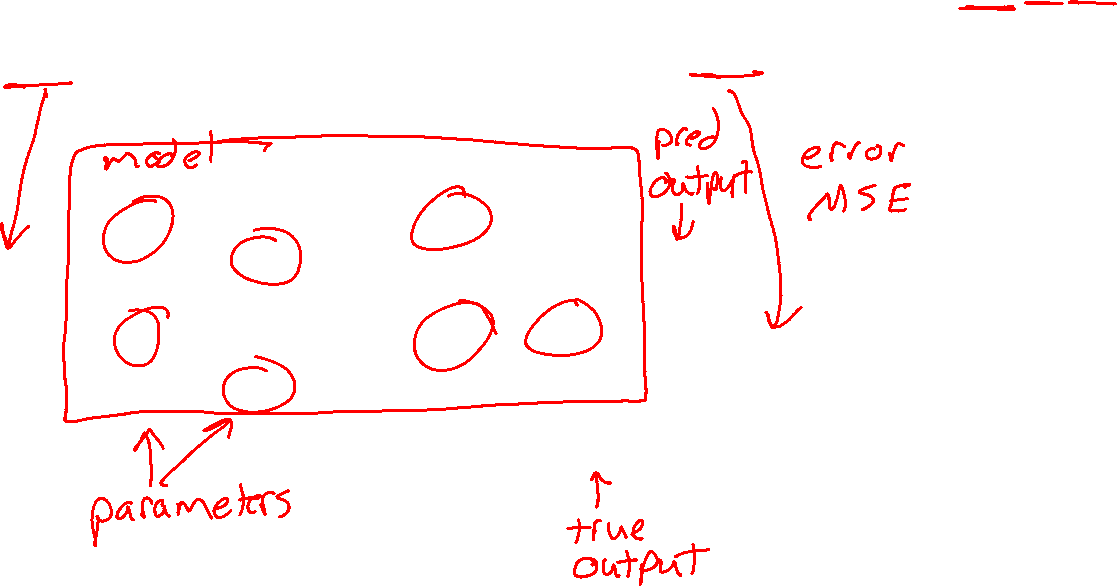 model
pred
output
error
MSE
parameters
true
output